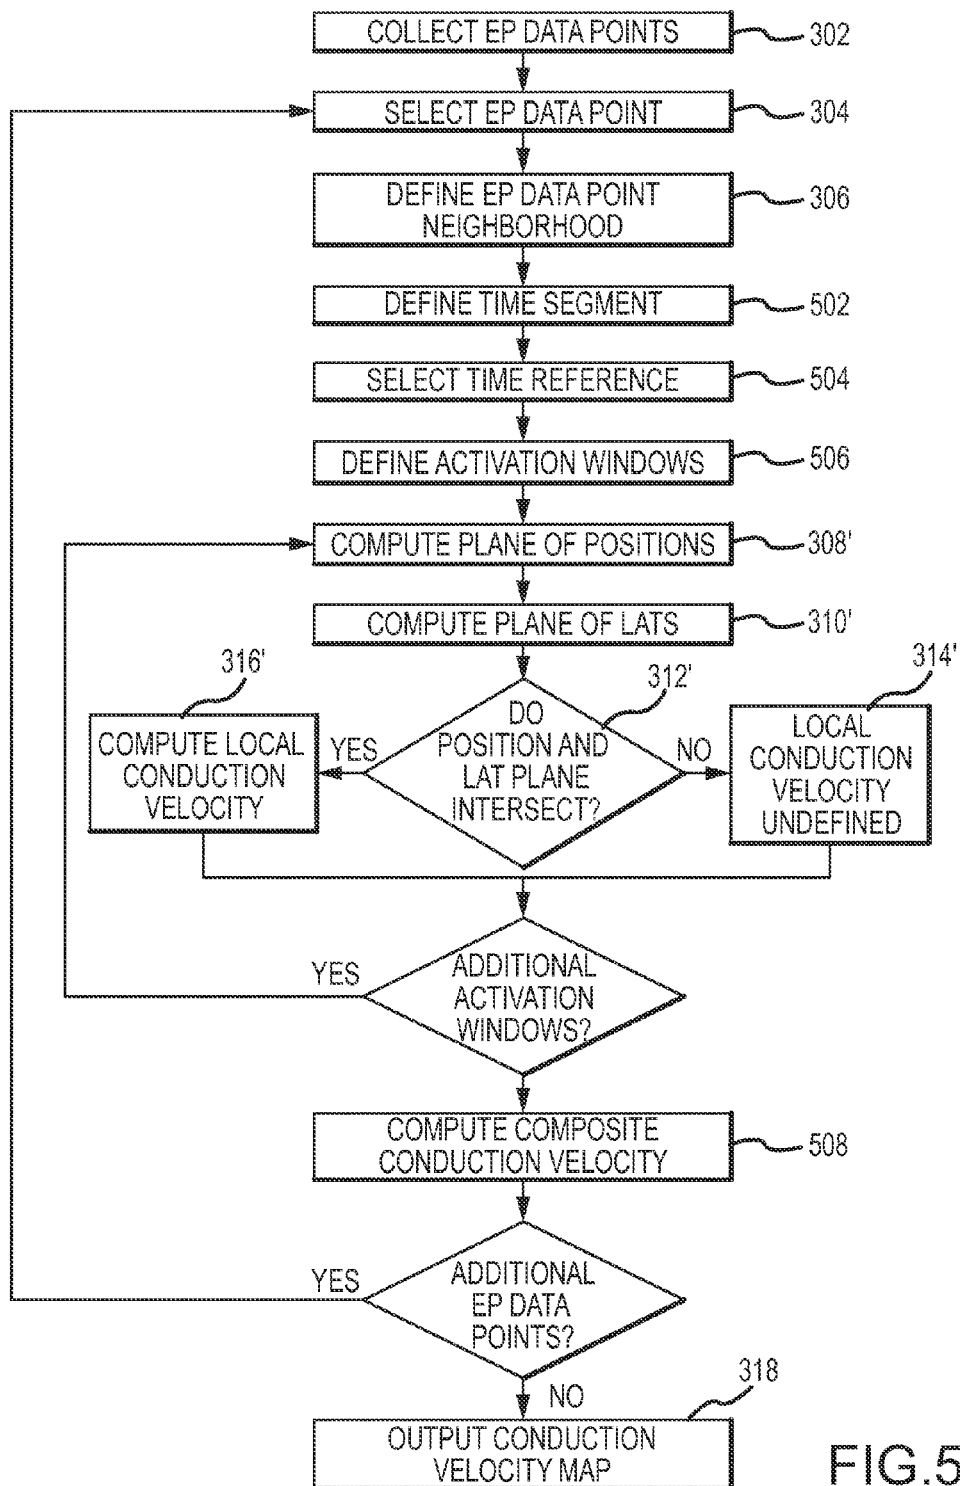 COLLECT EP DATA POINTS
302
SELECT EP DATA POINT
304
DEFINE EP DATA POINT
NEIGHBORHOOD
306
DEFINE TIME SEGMENT
502
SELECT TIME REFERENCE
504
DEFINE ACTIVATION WINDOWS
506
COMPUTE PLANE OF POSITIONS
308'
COMPUTE PLANE OF LATS
310'
316'
312'
314'
COMPUTE LOCAL
CONDUCTION
VELOCITY
YES
DO
POSITION AND
LAT PLANE
INTERSECT?
NO
LOCAL
CONDUCTION
VELOCITY
UNDEFINED
YES
ADDITIONAL
ACTIVATION
WINDOWS?
COMPUTE COMPOSITE
CONDUCTION VELOCITY
508
YES
ADDITIONAL
EP DATA
POINTS?
NO
318
OUTPUT CONDUCTION
VELOCITY MAP
FIG.5